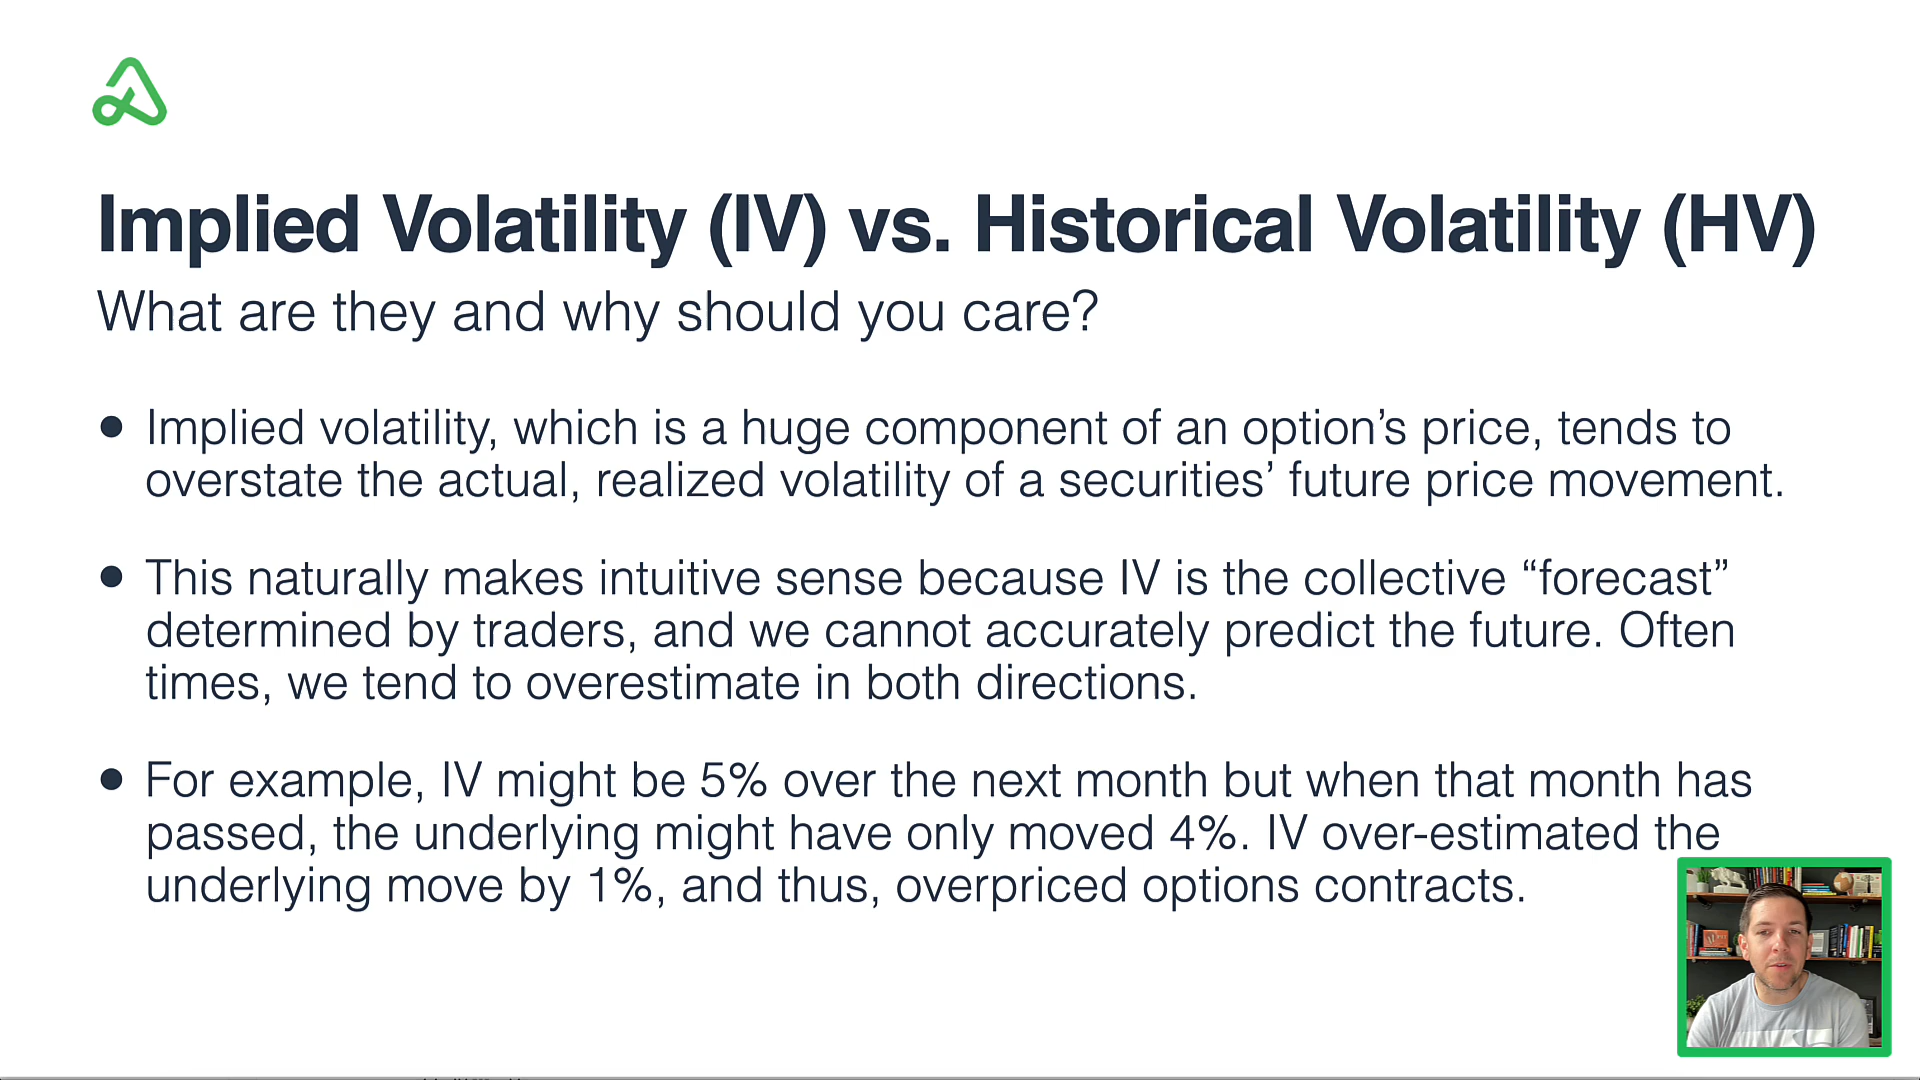 Implied Volatility (IV) vs. Historical Volatility (HV)
What are they and why should you care?
• Implied volatility, which is a huge component of an option’s price, tends to
overstate the actual, realized volatility of a securities’ future price movement.
• This naturally makes intuitive sense because IV is the collective “forecast”
determined by traders, and we cannot accurately predict the future. Often
times, we tend to overestimate in both directions.
• For example, IV might be 5% over the next month but when that month has
passed, the underlying might have only moved 4%. IV over-estimated the
underlying move by 1%, and thus, overpriced options contracts.